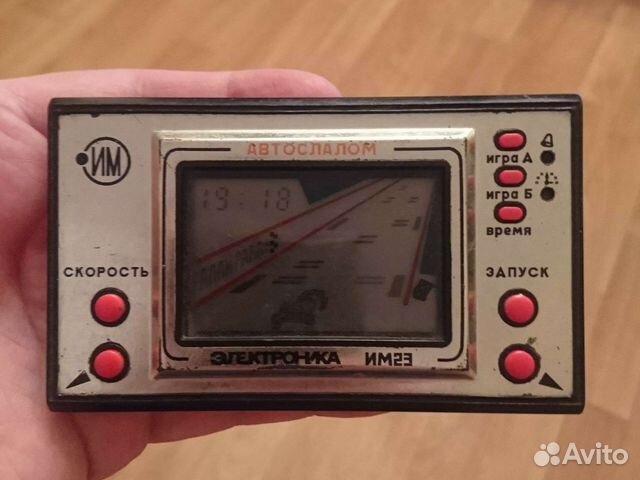 АВТОСЛАЛОМ
ИМ
19:18
игра А
игра Б
время
СКОРОСТЬ
ЗАПУСК
ЭЛЕКТРОНИКА ИМ23
Avito